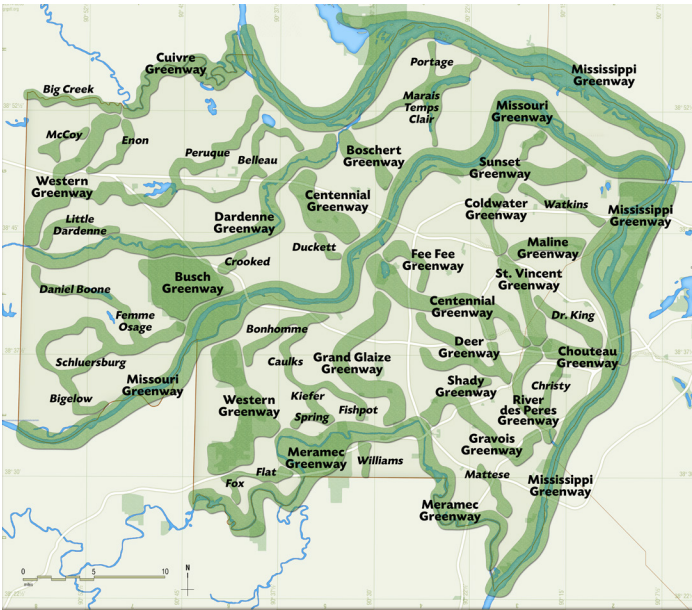 Cuivre
Greenway
Big Creek
Portage
Mississippi
Greenway
Marais
Temps
Clair
Missouri
Greenway
McCoy
Enon
Peruque
Belleau
Boschert
Greenway
Sunset
Greenway
Western
Greenway
Centennial
Greenway
Coldwater
Greenway
Watkins
Mississippi
Greenway
Little
Dardenne
Dardenne
Greenway
Duckett
Maline
Greenway
Crooked
Fee Fee
Greenway
Busch
Greenway
St. Vincent
Greenway
Daniel Boone
Centennial
Greenway
Femme
Osage
Dr. King
Bonhomme
Deer
Greenway
Chouteau
Greenway
Schluersburg
Caulks
Grand Glaize
Greenway
Missouri
Greenway
Shady
Greenway
Christy
Bigelow
Western
Greenway
Kiefer
Spring
Fishpot
River
des Peres
Greenway
Gravois
Greenway
Meramec
Greenway
Williams
Flat
Fox
Mattese
Mississippi
Greenway
Meramec
Greenway
0 5 10
N